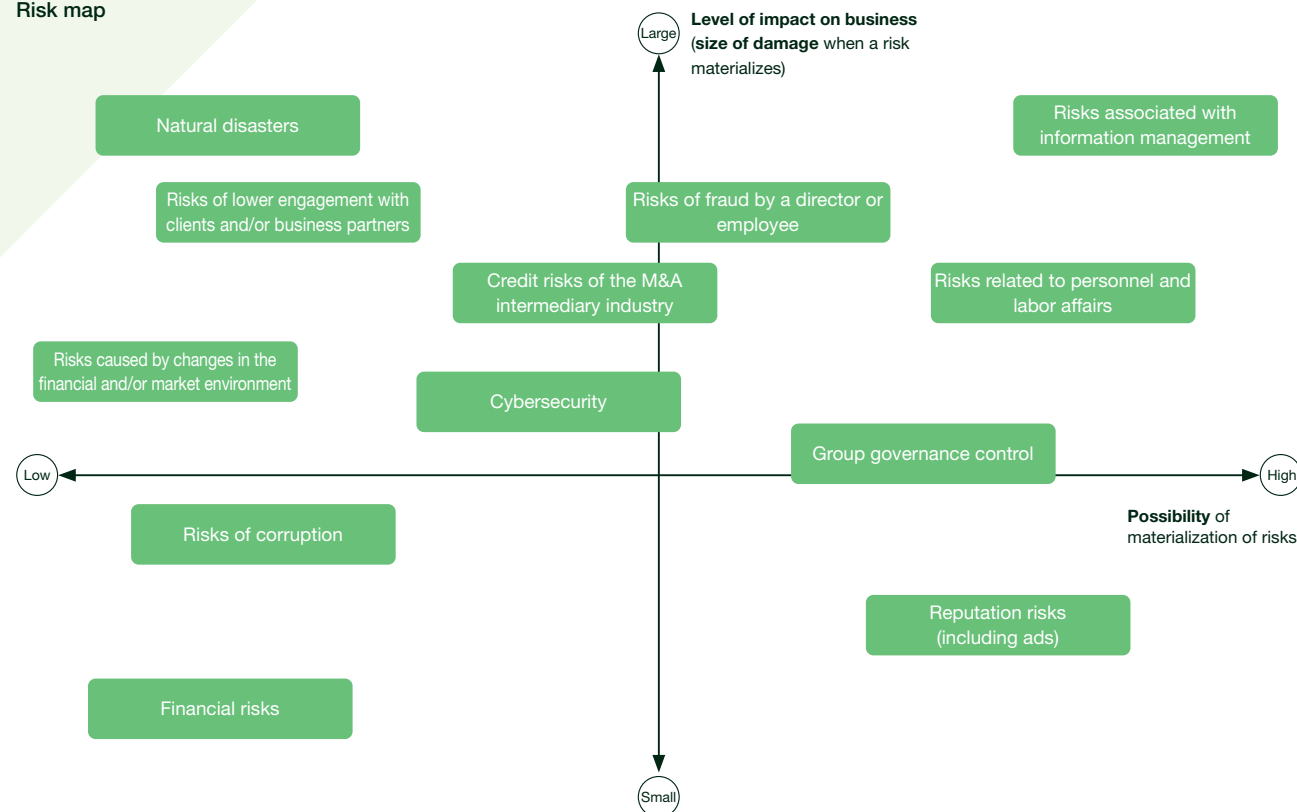 Risk map
Large
Level of impact on business
(size of damage when a risk
materializes)
Natural disasters
Risks associated with
information management
Risks of lower engagement with
clients and/or business partners
Risks of fraud by a director or
employee
Credit risks of the M&A
intermediary industry
Risks related to personnel and
labor affairs
Risks caused by changes in the
financial and/or market environment
Cybersecurity
Group governance control
Low
High
Possibility of
materialization of risks
Risks of corruption
Reputation risks
(including ads)
Financial risks
Small